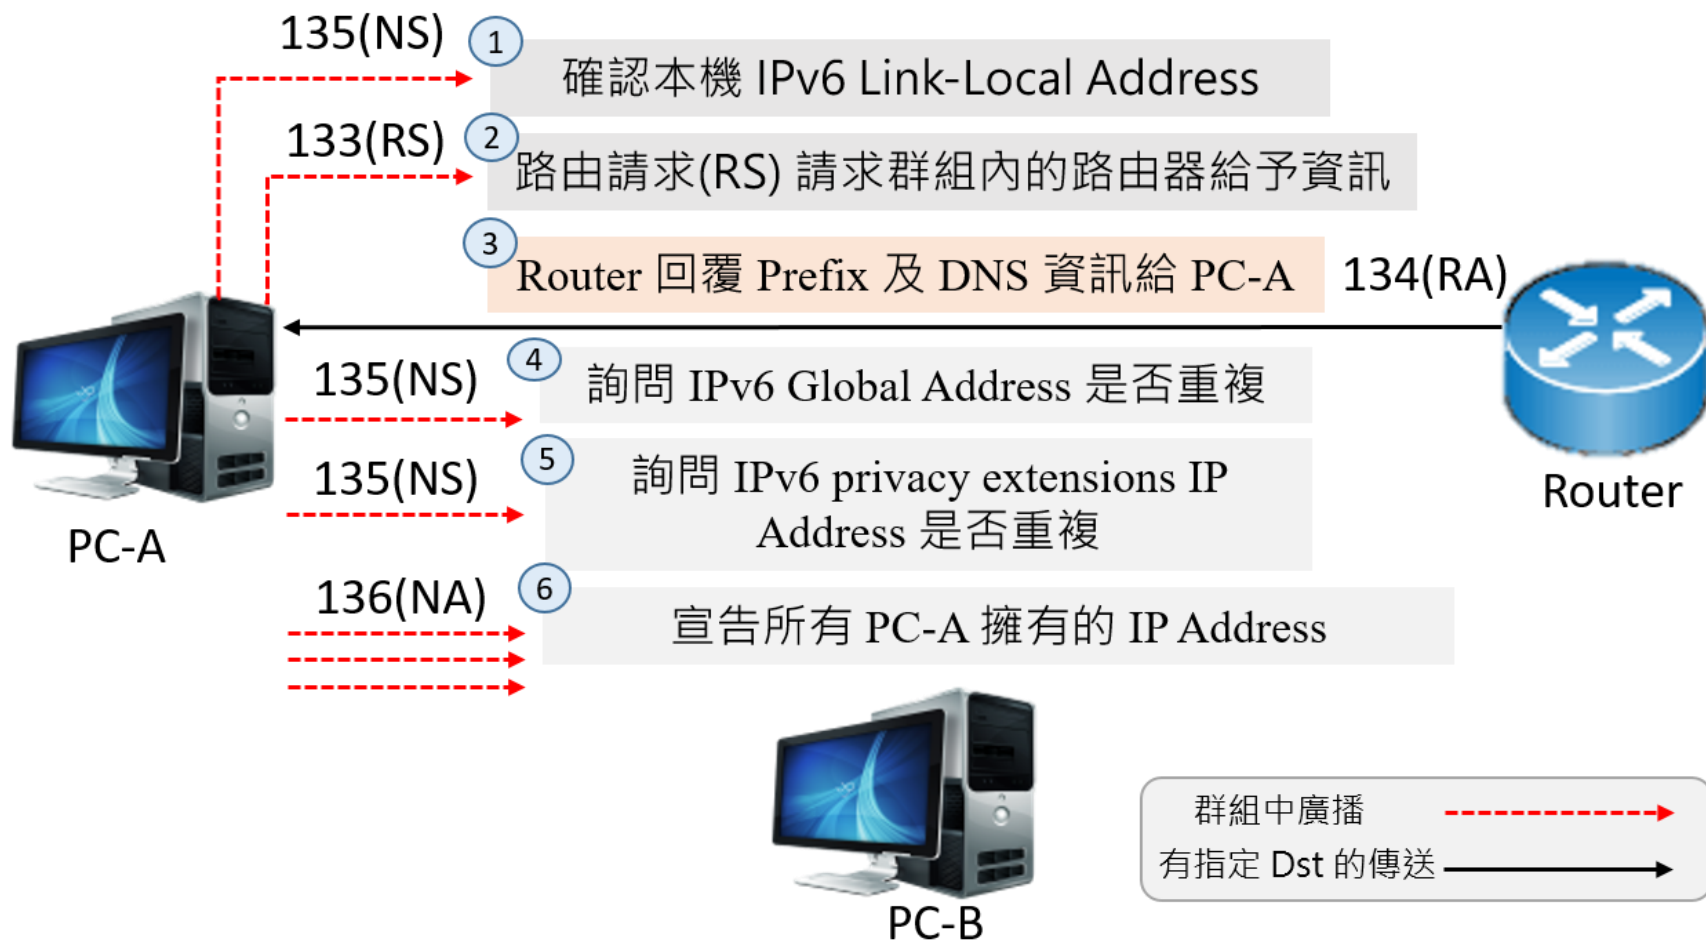 135(NS)
1
確認本機 IPv6 Link-Local Address
133(RS)
2
路由請求(RS) 請求群組內的路由器給予資訊
3
Router 回覆 Prefix 及 DNS 資訊給 PC-A
134(RA)
135(NS)
4
詢問 IPv6 Global Address 是否重複
Router
135(NS)
5
詢問 IPv6 privacy extensions IP
Address 是否重複
PC-A
136(NA)
6
宣告所有 PC-A 擁有的 IP Address
PC-B
群組中廣播
有指定 Dst 的傳送